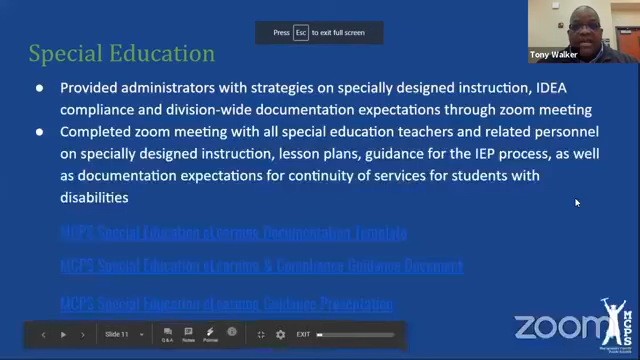 Press Esc to exit full screen
Tony Walker
Special Education
● Provided administrators with strategies on specially designed instruction, IDEA
compliance and division-wide documentation expectations through zoom meeting
● Completed zoom meeting with all special education teachers and related personnel
on specially designed instruction, lesson plans, guidance for the IEP process, as well
as documentation expectations for continuity of services for students with
disabilities
MCPS Special Education eLearning Documentation Template
MCPS Special Education eLearning & Compliance Guidance Document
MCPS Special Education eLearning Guidance Presentation
Slide 11
Q&A Notes Pointer
EXIT
zoom
MCPS